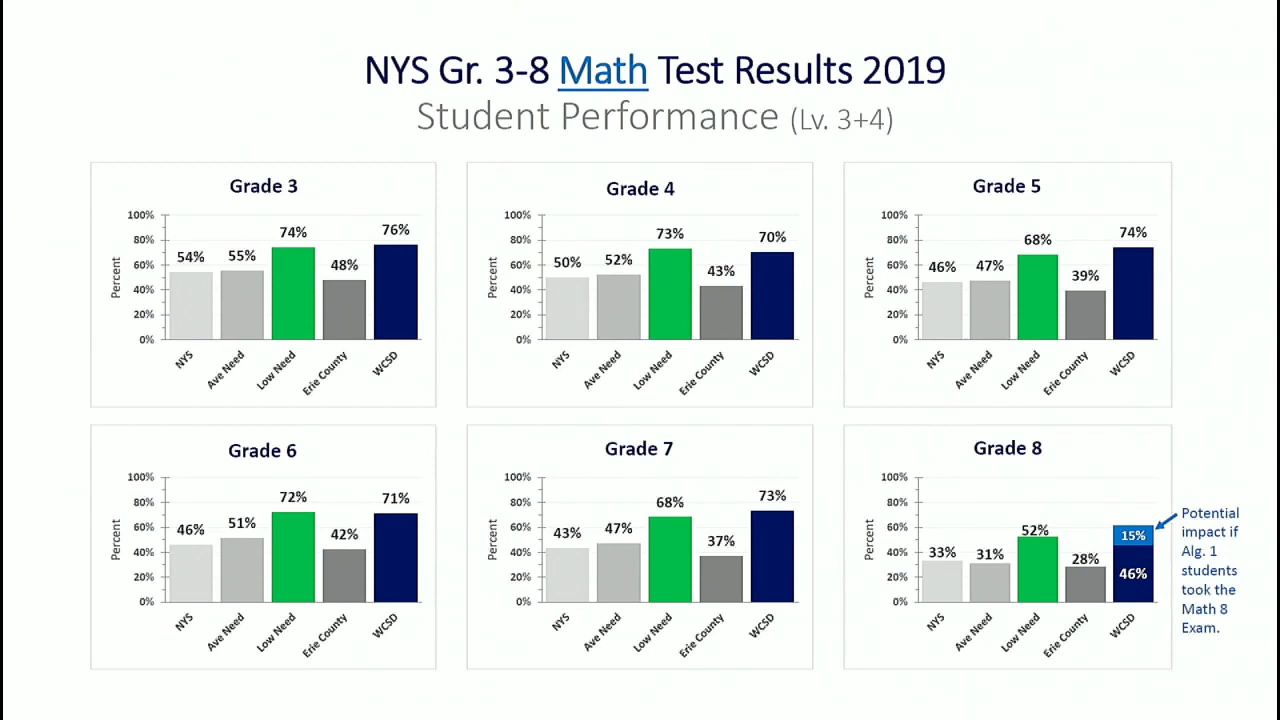 NYS Gr. 3-8 Math Test Results 2019
Student Performance (Lv. 3+4)
Grade 3
Percent
100%
80%
60%
40%
20%
0%
54%
55%
74%
48%
76%
NYS
Ave Need
Low Need
Erie County
WCSD
Grade 4
Percent
100%
80%
60%
40%
20%
0%
50%
52%
73%
43%
70%
NYS
Ave Need
Low Need
Erie County
WCSD
Grade 5
Percent
100%
80%
60%
40%
20%
0%
46%
47%
68%
39%
74%
NYS
Ave Need
Low Need
Erie County
WCSD
Grade 6
Percent
100%
80%
60%
40%
20%
0%
46%
51%
72%
42%
71%
NYS
Ave Need
Low Need
Erie County
WCSD
Grade 7
Percent
100%
80%
60%
40%
20%
0%
43%
47%
68%
37%
73%
NYS
Ave Need
Low Need
Erie County
WCSD
Grade 8
Percent
100%
80%
60%
40%
20%
0%
33%
31%
52%
28%
15%
46%
NYS
Ave Need
Low Need
Erie County
WCSD
Potential
impact if
Alg. 1
students
took the
Math 8
Exam.